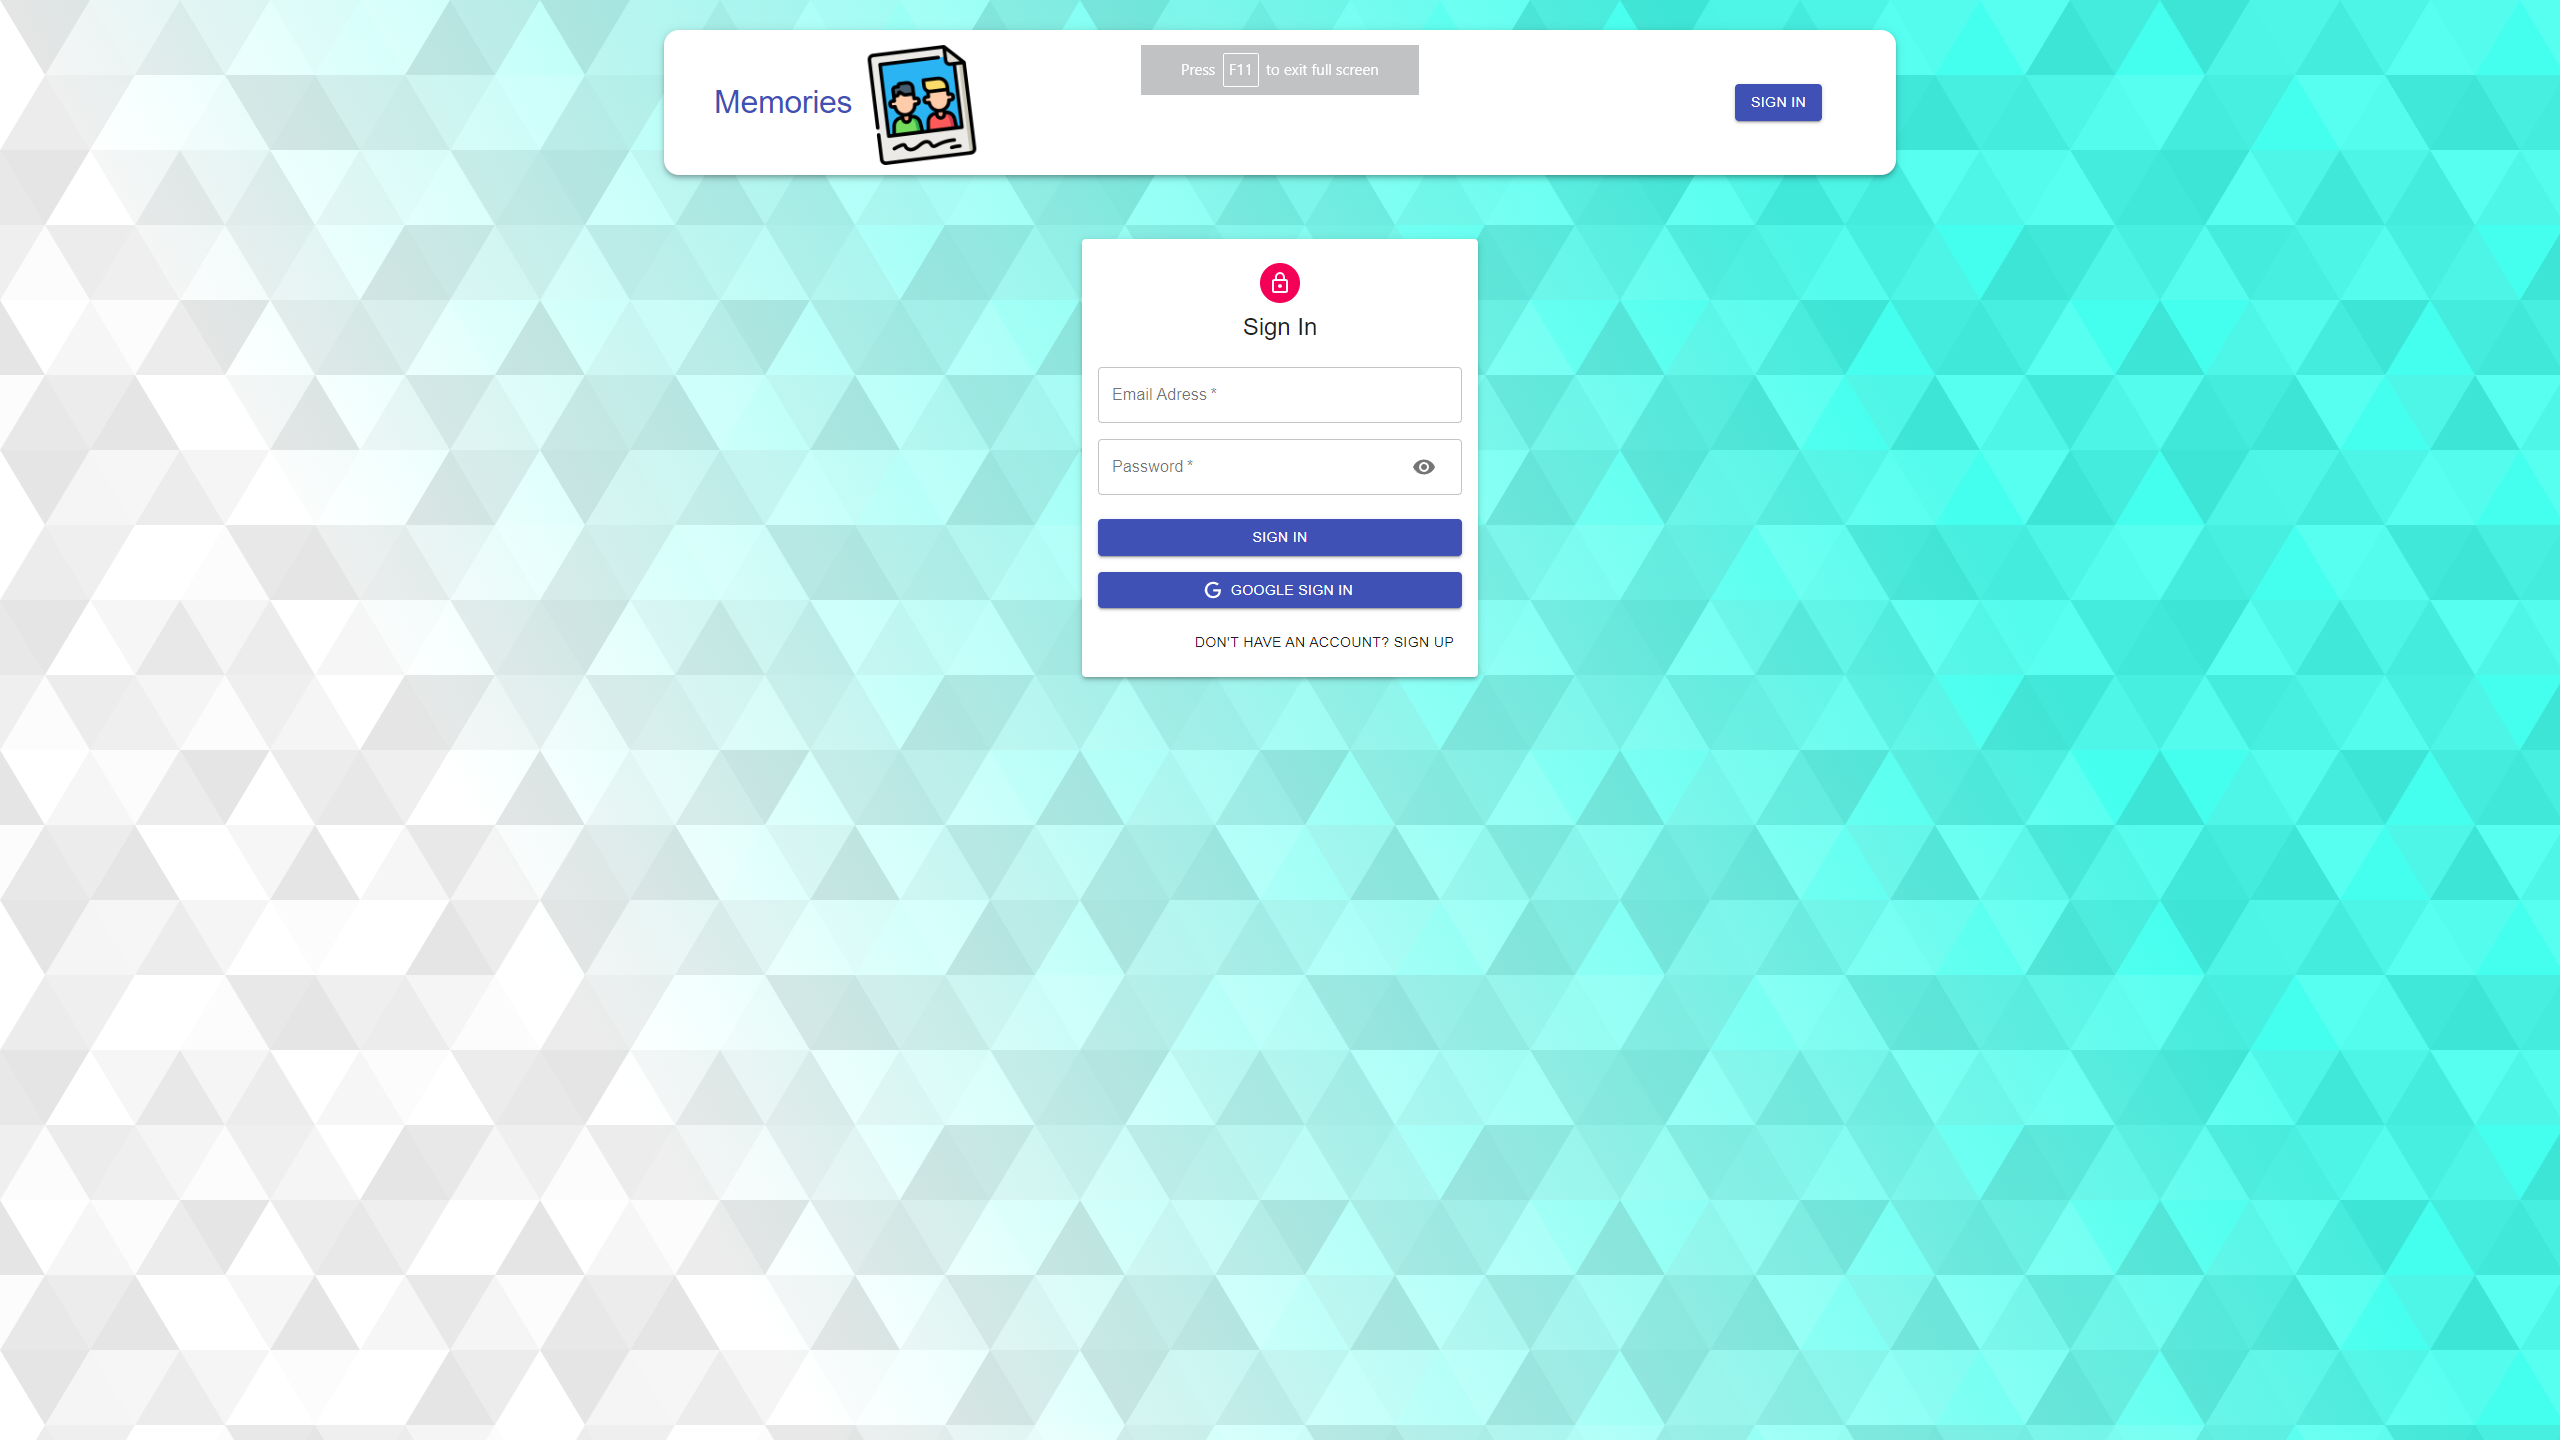 Memories
Press F11 to exit full screen
SIGN IN
Sign In
Email Adress *
Password *
SIGN IN
GOOGLE SIGN IN
DON'T HAVE AN ACCOUNT? SIGN UP